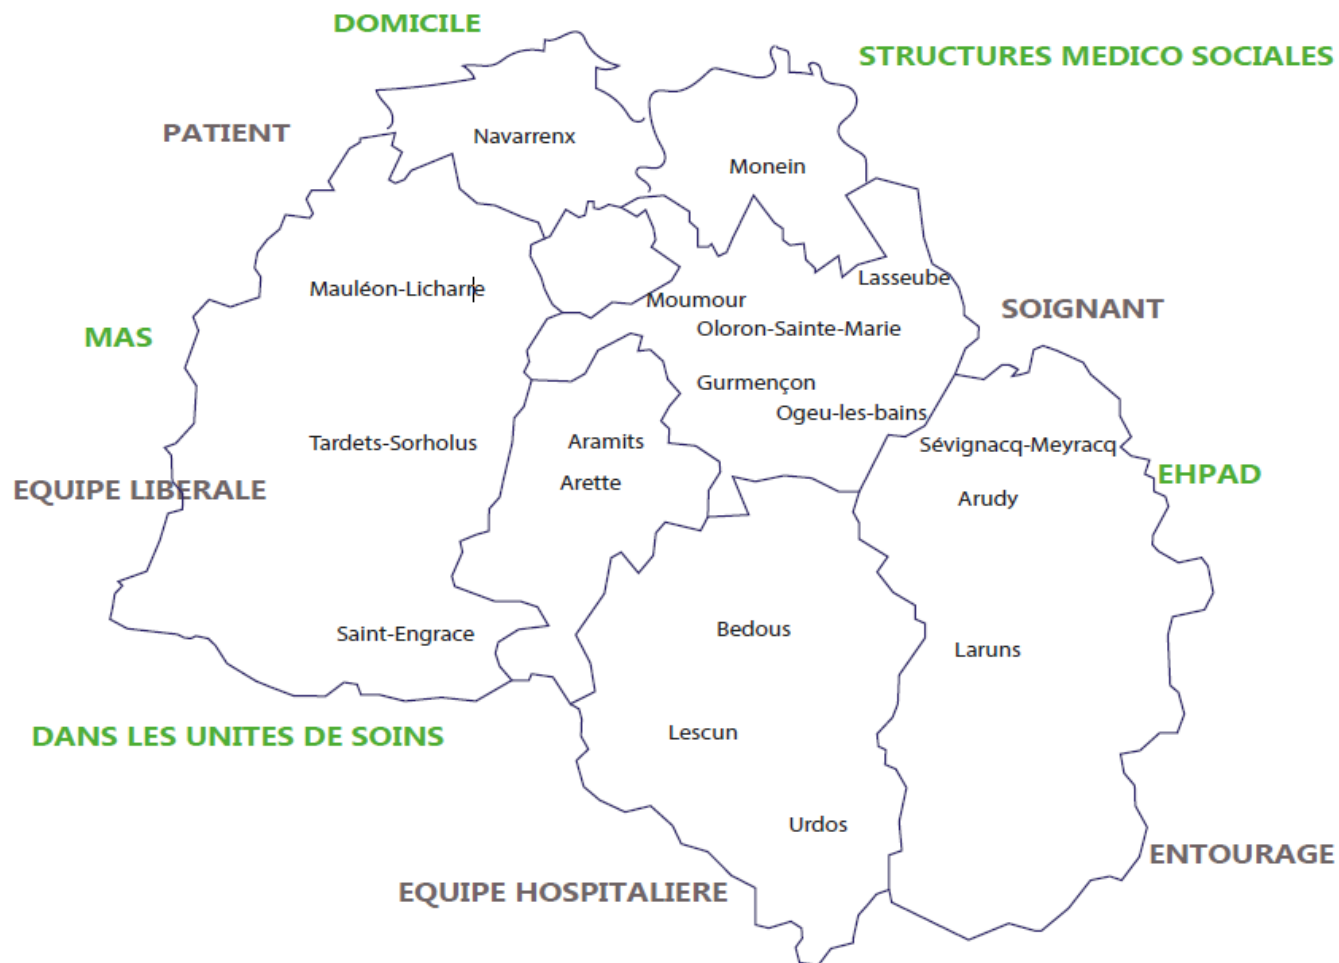 DOMICILE
STRUCTURES MEDICO SOCIALES
PATIENT
Navarrenx
Monein
Lasseube
Mauléon-Licharre
Moumour
SOIGNANT
Oloron-Sainte-Marie
MAS
Gurmençon
Ogeu-les-bains
Tardets-Sorholus
Aramits
Sévignacq-Meyracq
EHPAD
Arette
EQUIPE LIBERALE
Arudy
Bedous
Saint-Engrace
Laruns
Lescun
DANS LES UNITES DE SOINS
Urdos
ENTOURAGE
EQUIPE HOSPITALIERE